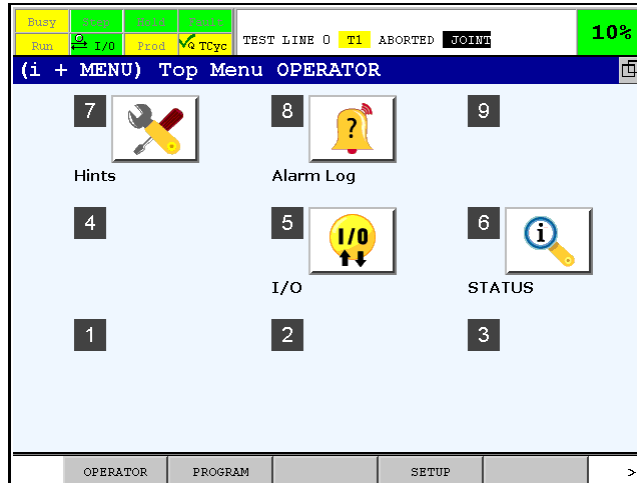 Busy Step Hold Fault
Run I/O Prod TCyc
TEST LINE 0 T1 ABORTED JOINT
10%
(i + MENU) Top Menu OPERATOR
7 8 ? 9
Hints Alarm Log
4 5 I/O 6 i
I/O STATUS
1 2 3
OPERATOR PROGRAM SETUP >